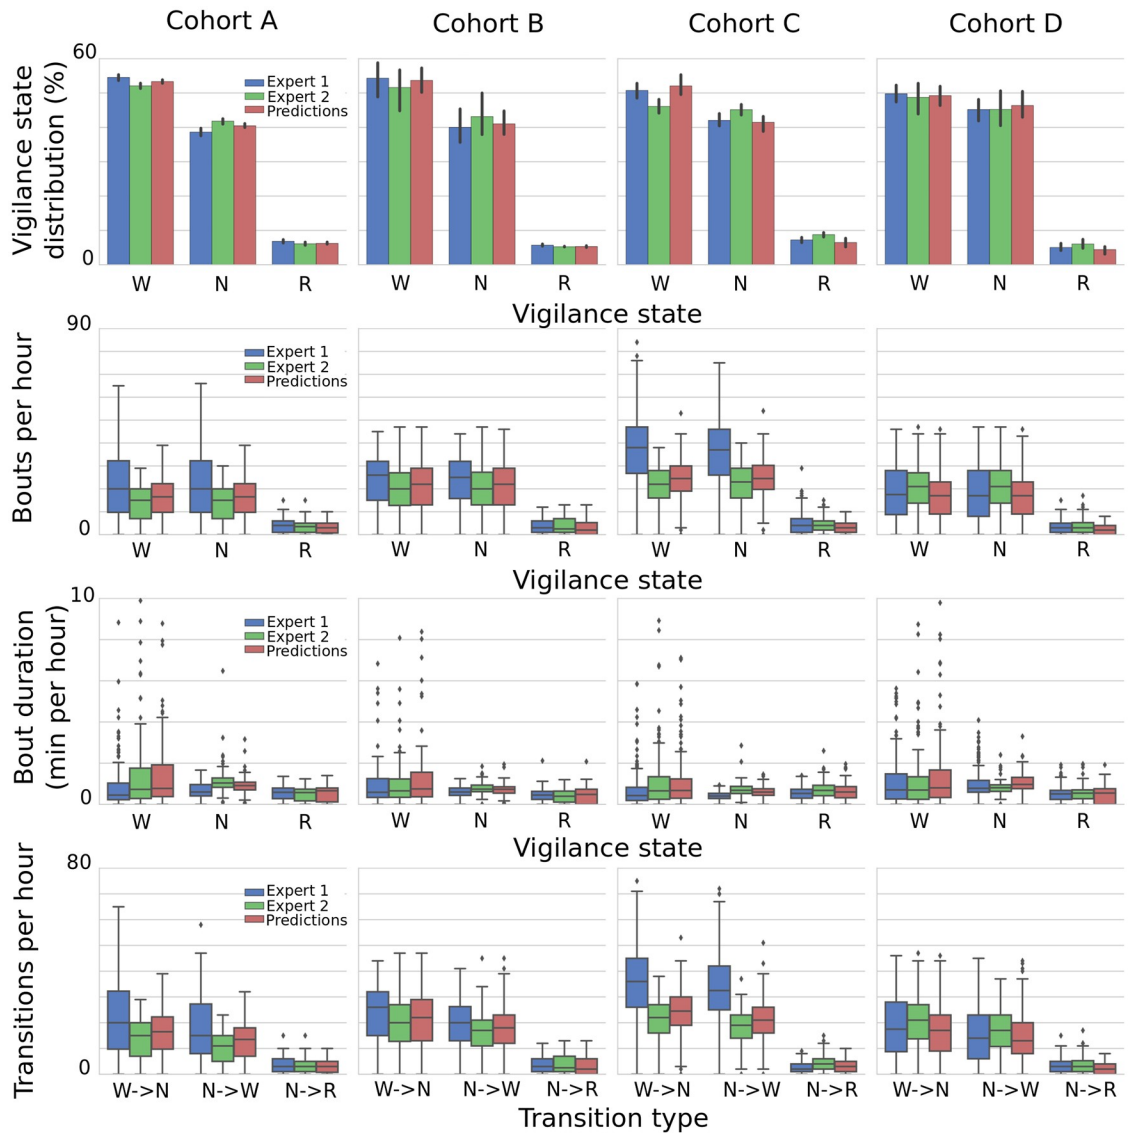 Cohort A
Cohort B
Cohort C
Cohort D
Vigilance state
distribution (%)
60
0
Expert 1
Expert 2
Predictions
W N R
W N R
W N R
W N R
Vigilance state
Bouts per hour
90
0
Expert 1
Expert 2
Predictions
W N R
W N R
W N R
W N R
Vigilance state
Bout duration
(min per hour)
10
0
Expert 1
Expert 2
Predictions
W N R
W N R
W N R
W N R
Vigilance state
Transitions per hour
80
0
Expert 1
Expert 2
Predictions
W->N N->W N->R
W->N N->W N->R
W->N N->W N->R
W->N N->W N->R
Transition type